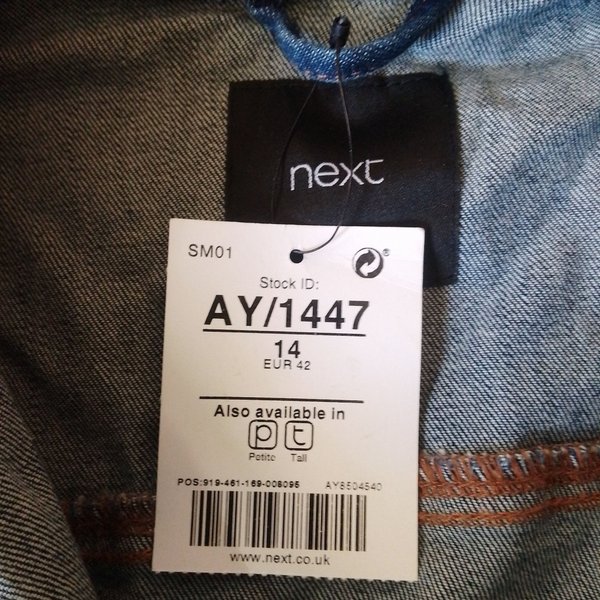 next
SM01
®
Stock ID:
AY/1447
14
EUR 42
Also available in
p t
Petite Tall
POS:919-461-169-008095 AY8504540
www.next.co.uk